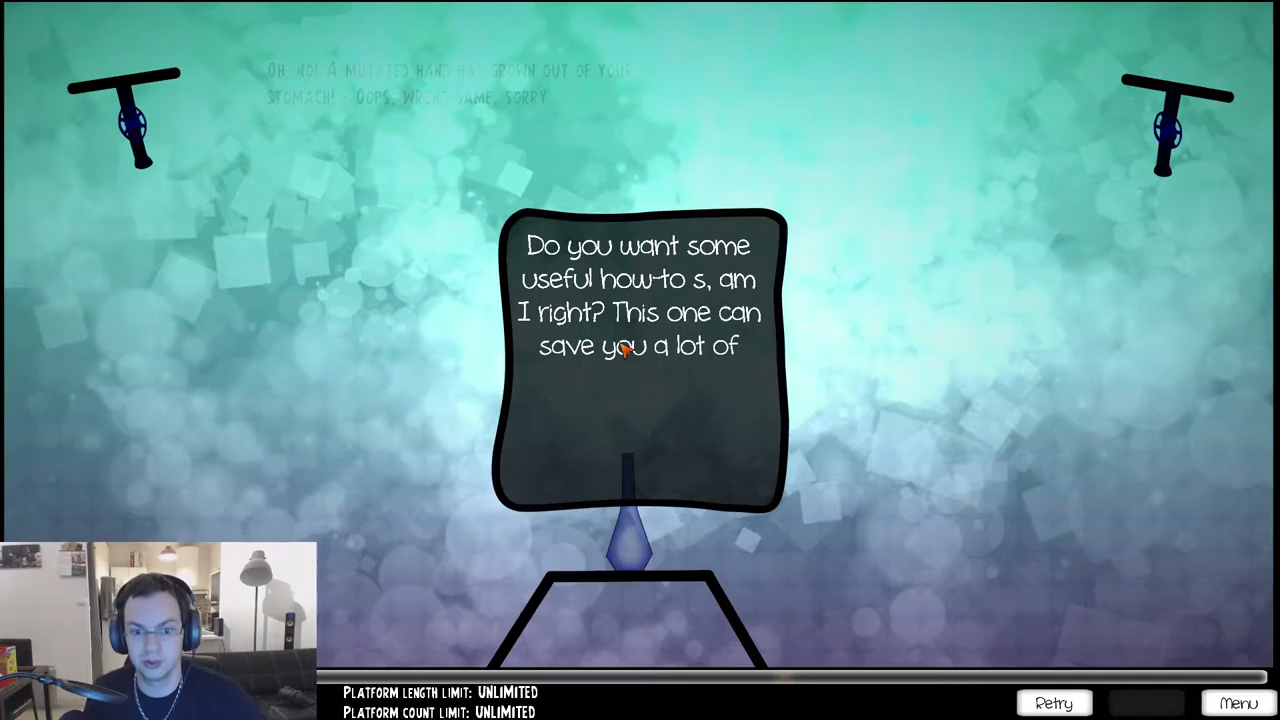 OH, NO! A MUTATED HAND HAS GROWN OUT OF YOUR
STOMACH! - OOPS, WRONG GAME, SORRY
Do you want some
useful how-to s, am
I right? This one can
save you a lot of
PLATFORM LENGTH LIMIT: UNLIMITED
PLATFORM COUNT LIMIT: UNLIMITED
Retry
Menu